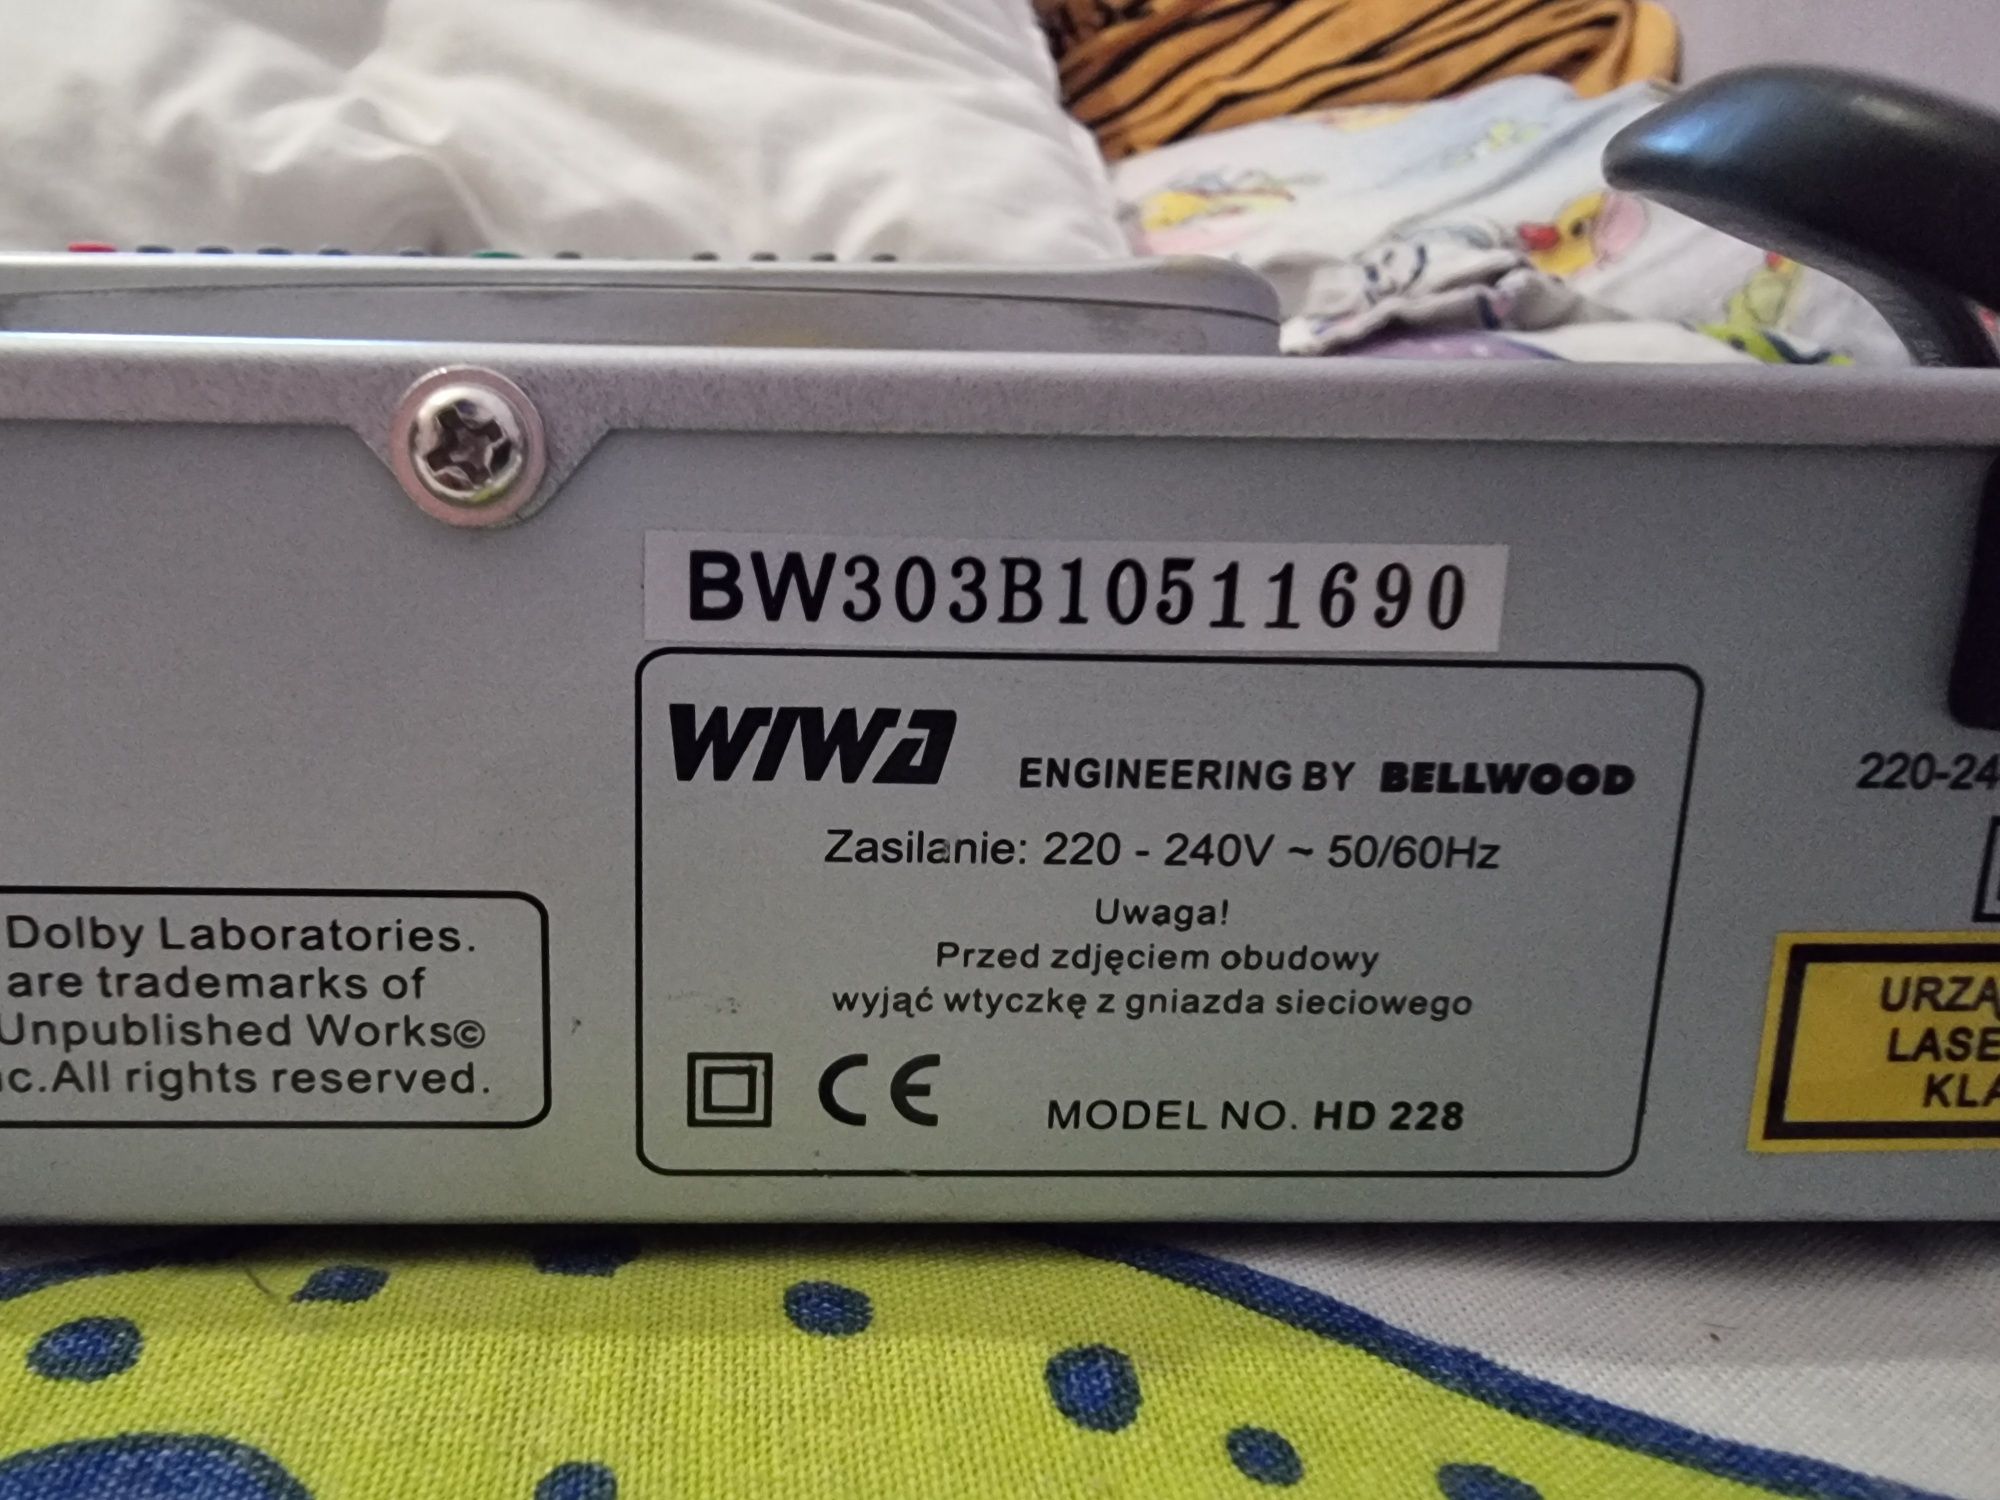 BW303B10511690
WIWA ENGINEERING BY BELLWOOD
Zasilanie: 220 - 240V ~ 50/60Hz
Uwaga!
Przed zdjęciem obudowy
wyjąć wtyczkę z gniazda sieciowego
CE MODEL NO. HD 228
Dolby Laboratories.
are trademarks of
Unpublished Works©
All rights reserved.
220-24
URZĄ
LASE
KLA